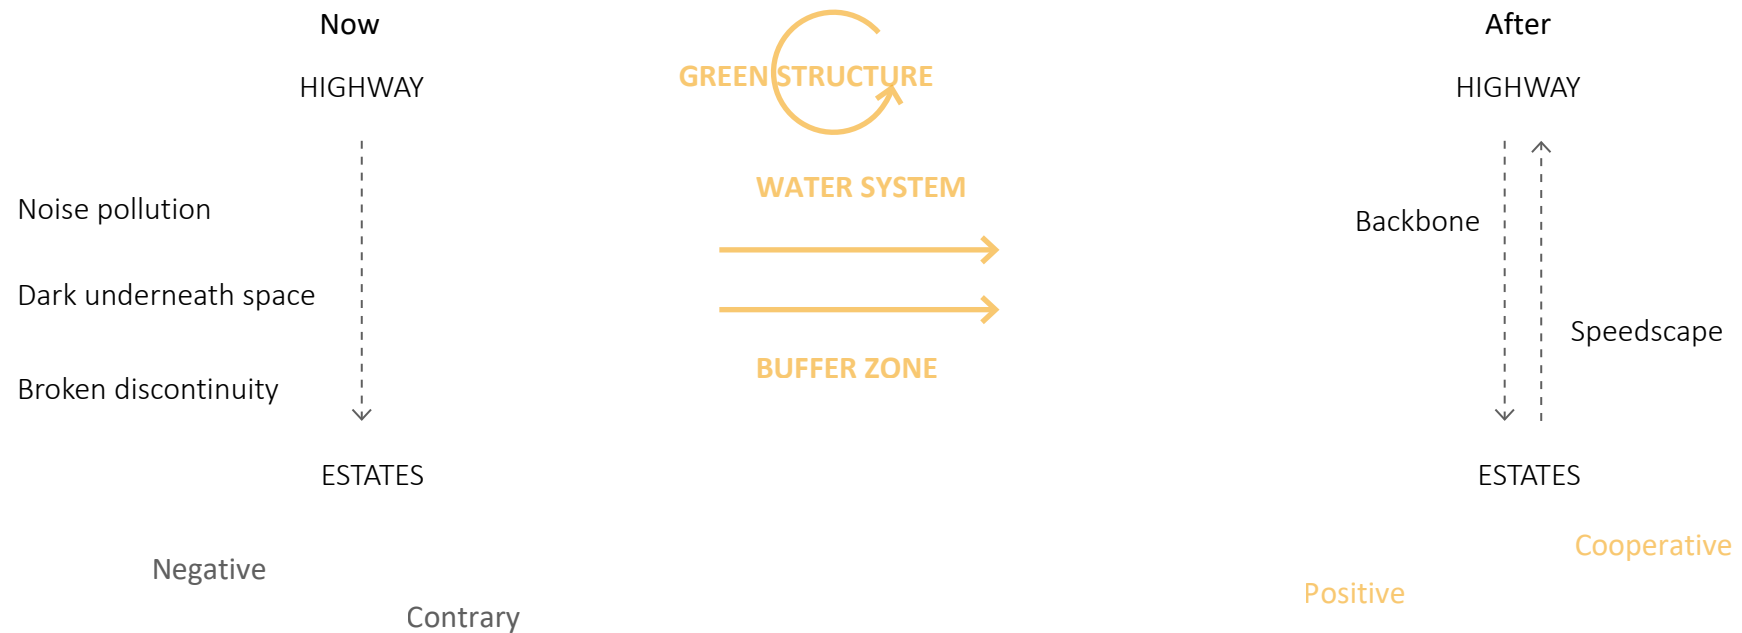 Now
HIGHWAY
Noise pollution
Dark underneath space
Broken discontinuity
ESTATES
Negative
Contrary
GREEN STRUCTURE
WATER SYSTEM
BUFFER ZONE
After
HIGHWAY
Backbone
Speedscape
ESTATES
Cooperative
Positive